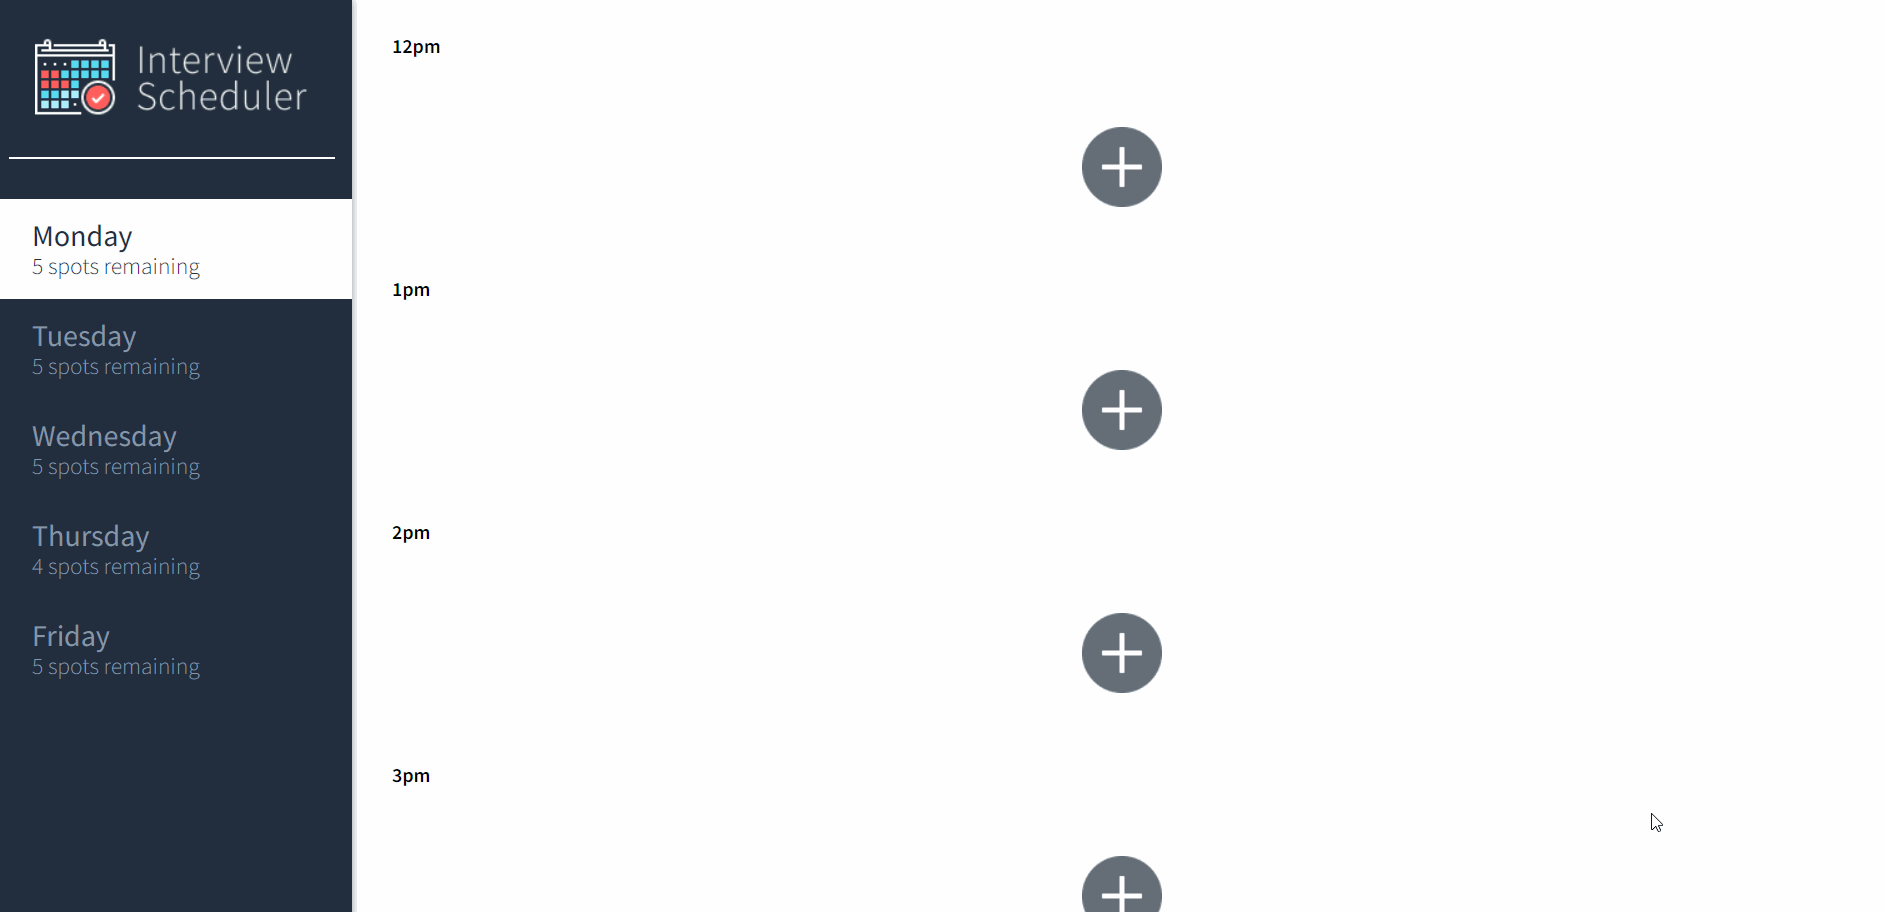 Interview
Scheduler
Monday
5 spots remaining
Tuesday
5 spots remaining
Wednesday
5 spots remaining
Thursday
4 spots remaining
Friday
5 spots remaining
12pm
1pm
2pm
3pm